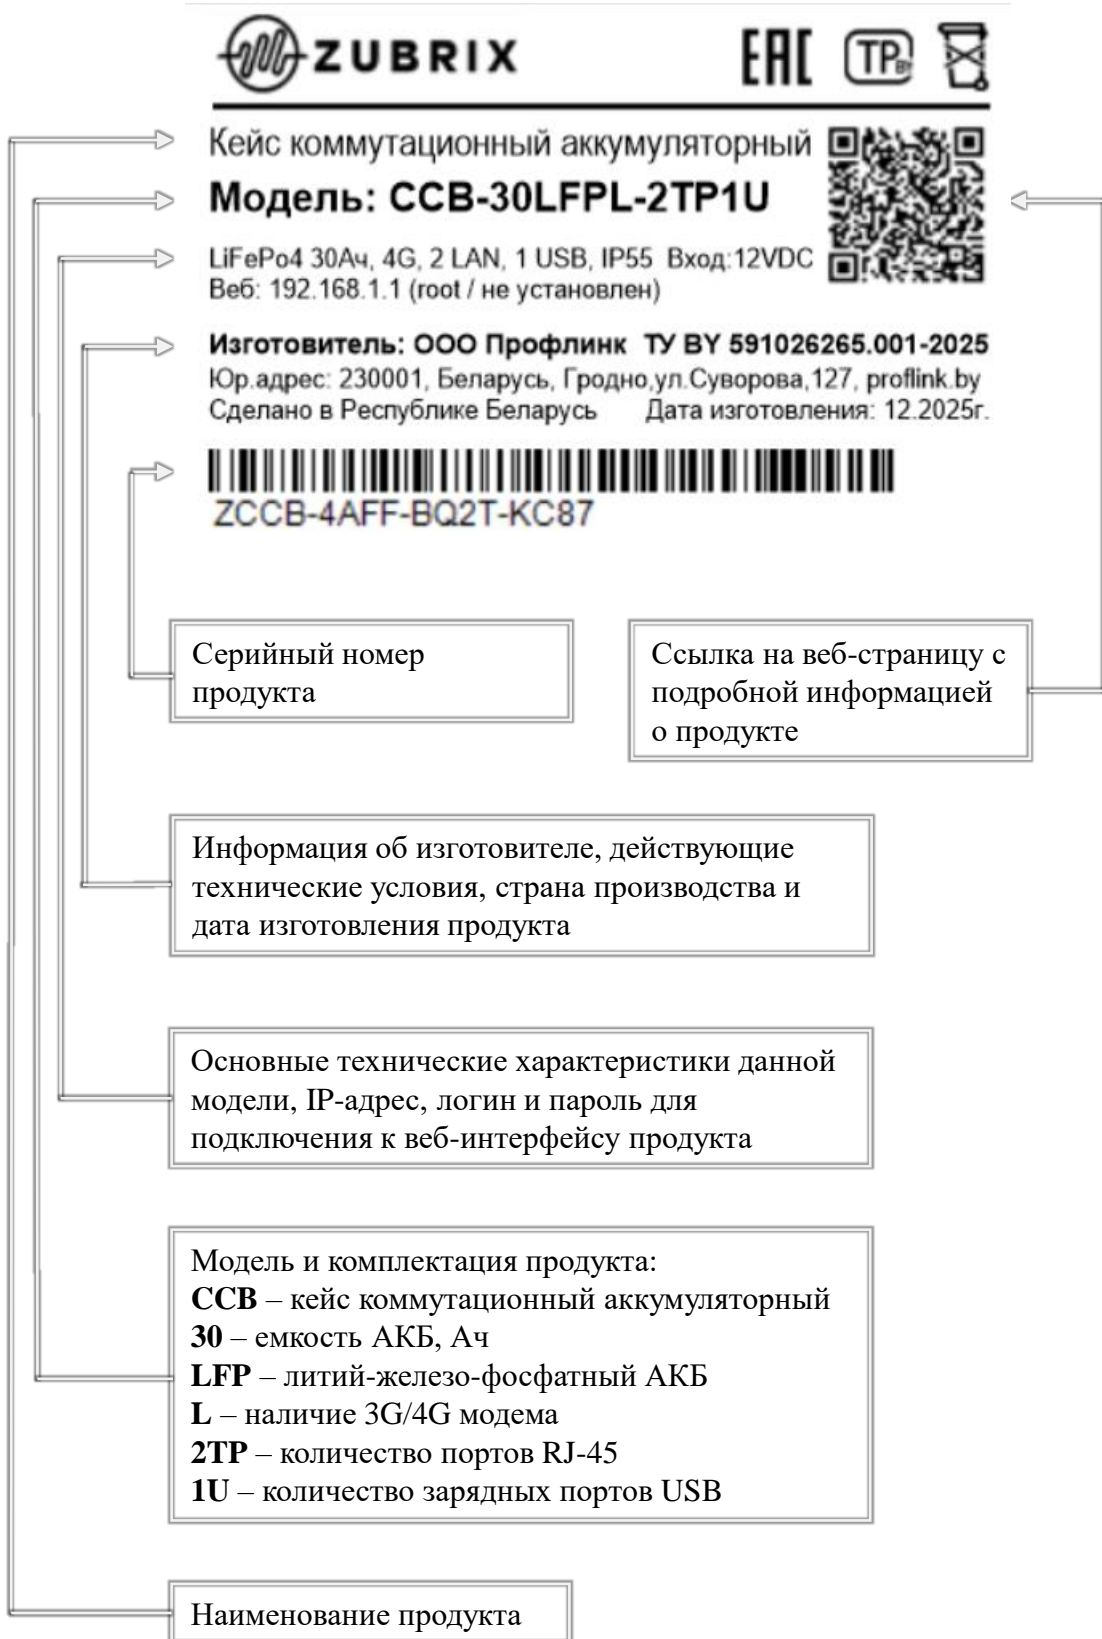 ZUBRIX EAC TP BY
Кейс коммутационный аккумуляторный
Модель: CCB-30LFPL-2TP1U
LiFePo4 30Ач, 4G, 2 LAN, 1 USB, IP55 Вход:12VDC
Веб: 192.168.1.1 (root / не установлен)
Изготовитель: ООО Профлинк ТУ BY 591026265.001-2025
Юр.адрес: 230001, Беларусь, Гродно,ул.Суворова,127, proflink.by
Сделано в Республике Беларусь Дата изготовления: 12.2025г.
ZCCB-4AFF-BQ2T-KC87
Серийный номер
продукта
Ссылка на веб-страницу с
подробной информацией
о продукте
Информация об изготовителе, действующие
технические условия, страна производства и
дата изготовления продукта
Основные технические характеристики данной
модели, IP-адрес, логин и пароль для
подключения к веб-интерфейсу продукта
Модель и комплектация продукта:
CCB – кейс коммутационный аккумуляторный
30 – емкость АКБ, Ач
LFP – литий-железо-фосфатный АКБ
L – наличие 3G/4G модема
2TP – количество портов RJ-45
1U – количество зарядных портов USB
Наименование продукта